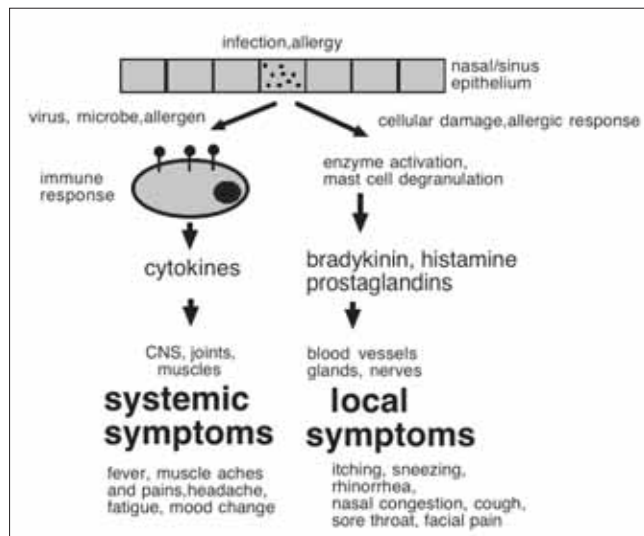 infection,allergy
nasal/sinus
epithelium
virus, microbe,allergen
cellular damage,allergic response
immune
response
enzyme activation,
mast cell degranulation
cytokines
bradykinin, histamine
prostaglandins
CNS, joints,
muscles
blood vessels
glands, nerves
systemic
symptoms
local
symptoms
fever, muscle aches
and pains,headache,
fatigue, mood change
itching, sneezing,
rhinorrhea,
nasal congestion, cough,
sore throat, facial pain